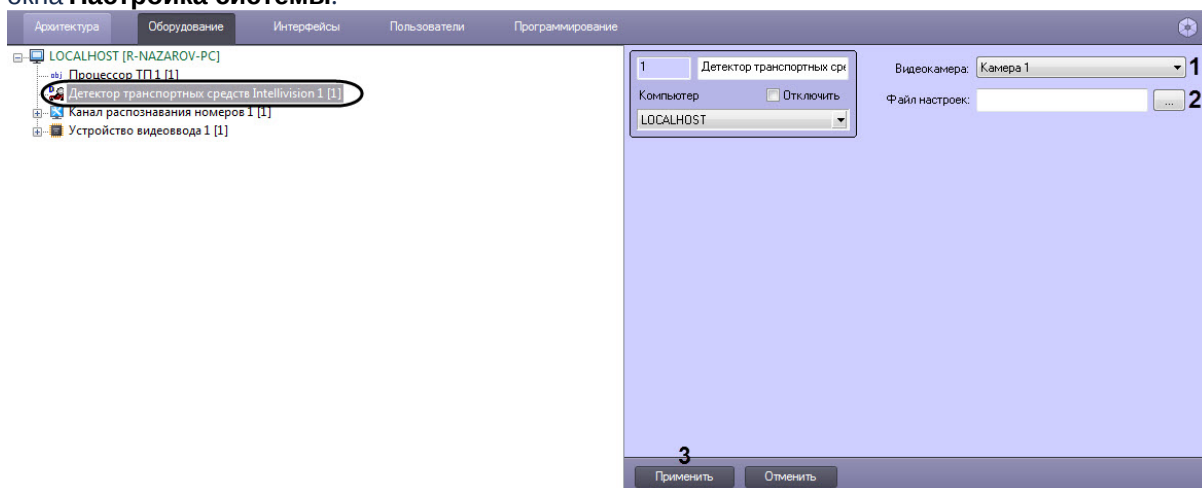 окна Настройка системы.
Архитектура Оборудование Интерфейсы Пользователи Программирование
LOCALHOST [R-NAZAROV-PC]
obj Процессор ТП 1 [1]
Детектор транспортных средств Intellivision 1 [1]
Канал распознавания номеров 1 [1]
Устройство видеоввода 1 [1]
1 Детектор транспортных сре
Компьютер Отключить
LOCALHOST
Видеокамера: Камера 1 1
Файл настроек: ... 2
3
Применить Отменить